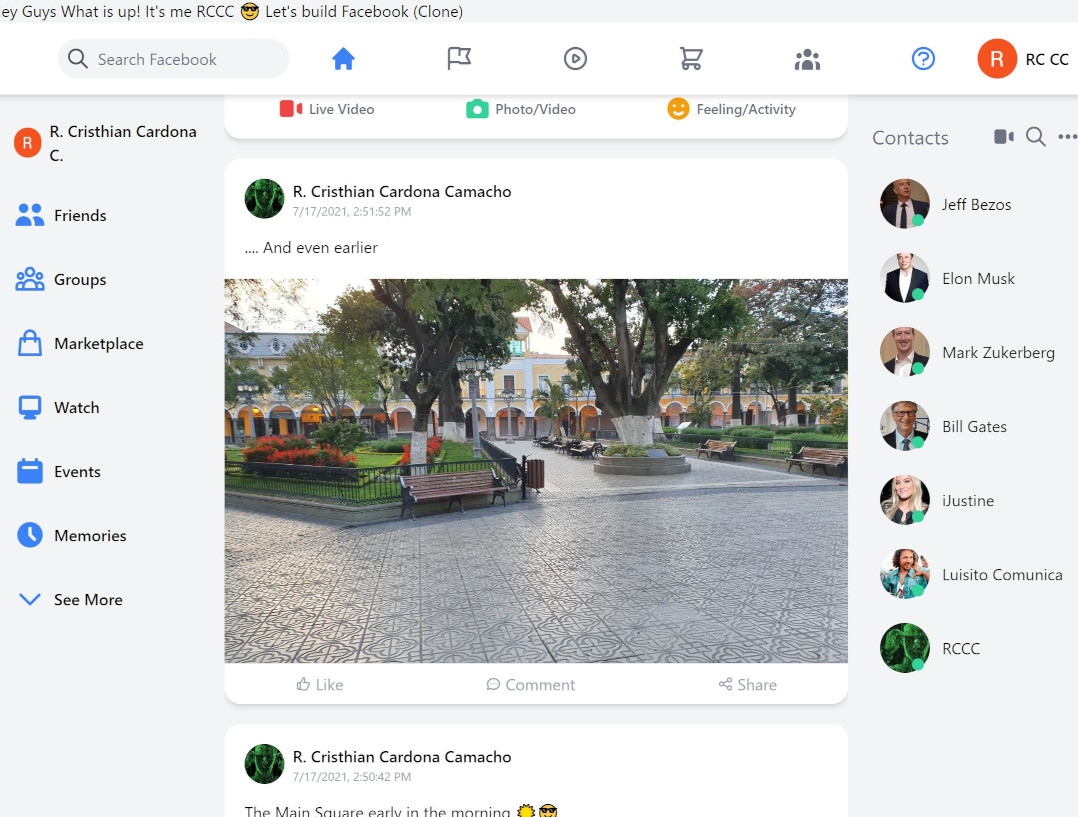 ey Guys What is up! It's me RCCC 😎 Let's build Facebook (Clone)
Search Facebook
R
RC CC
R
R. Cristhian Cardona
C.
Friends
Groups
Marketplace
Watch
Events
Memories
See More
Live Video
Photo/Video
Feeling/Activity
R. Cristhian Cardona Camacho
7/17/2021, 2:51:52 PM
.... And even earlier
Like
Comment
Share
R. Cristhian Cardona Camacho
7/17/2021, 2:50:42 PM
The Main Square early in the morning 🌞😎
Contacts
Jeff Bezos
Elon Musk
Mark Zukerberg
Bill Gates
iJustine
Luisito Comunica
RCCC